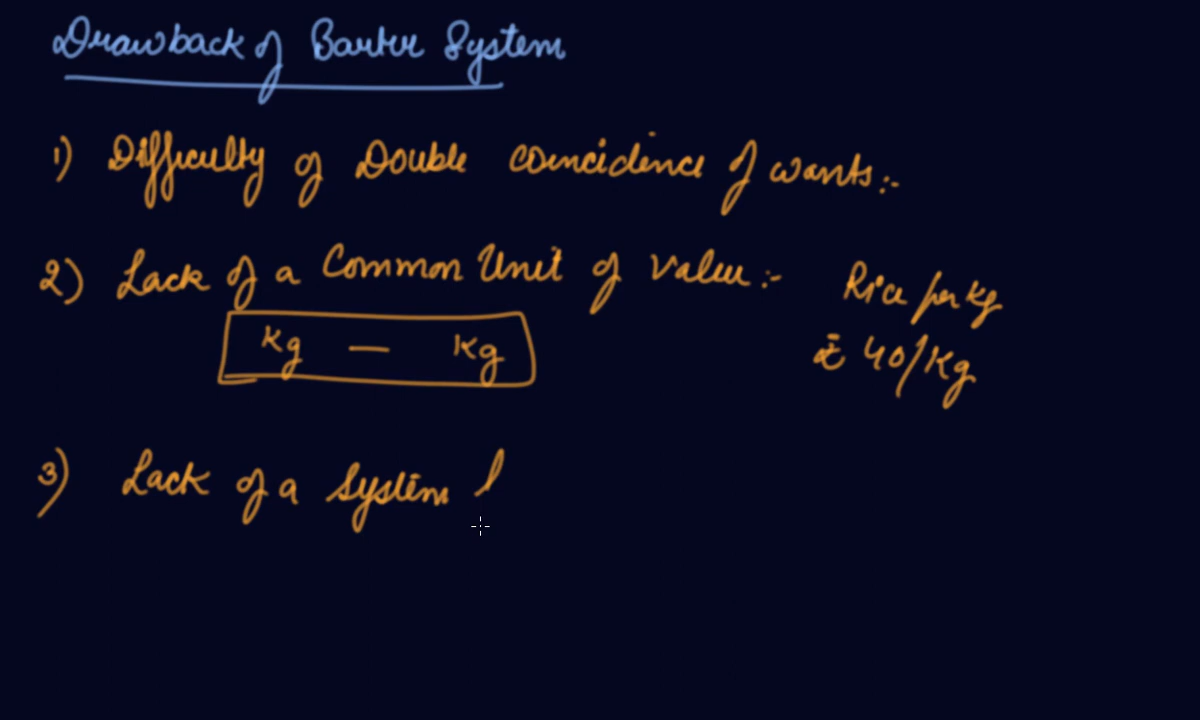 Drawback of Barter System
1) Difficulty of Double coincidence of wants:-
2) Lack of a Common Unit of Value:- Rice per kg
kg — kg
₹ 40/Kg
3) Lack of a System